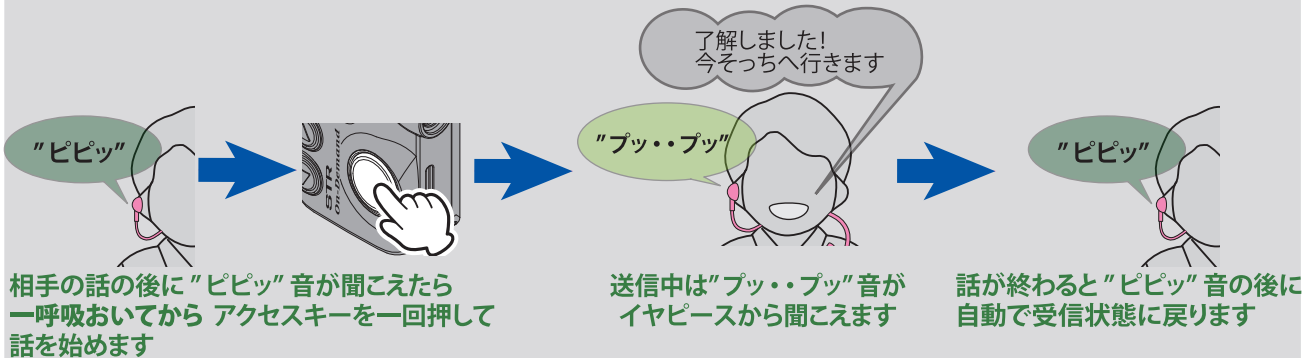 了解しました!
今そっちへ行きます
"ピピッ"
STR
On-Demand
"プッ・・プッ"
"ピピッ"
相手の話の後に"ピピッ"音が聞こえたら
一呼吸おいてから アクセスキーを一回押して
話を始めます
送信中は"プッ・・プッ"音が
イヤピースから聞こえます
話が終わると"ピピッ"音の後に
自動で受信状態に戻ります